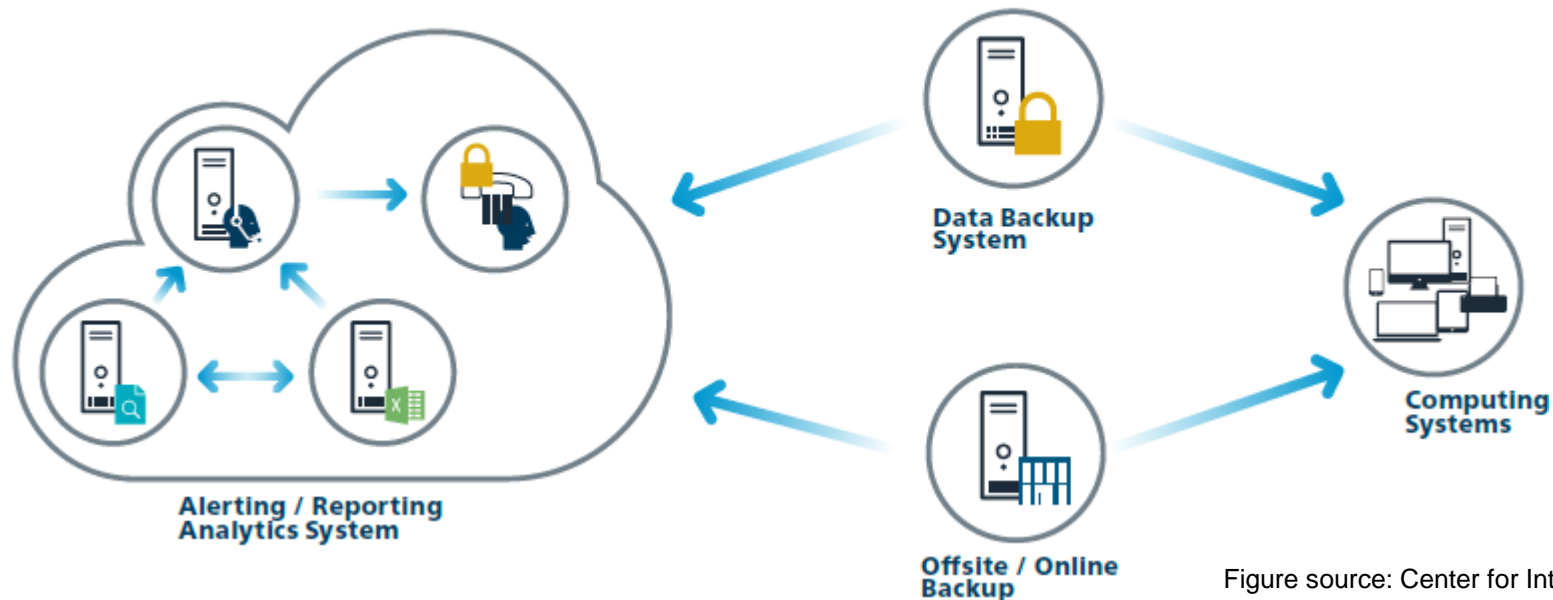 Data Backup
System
Computing
Systems
Alerting / Reporting
Analytics System
Offsite / Online
Backup
Figure source: Center for Int